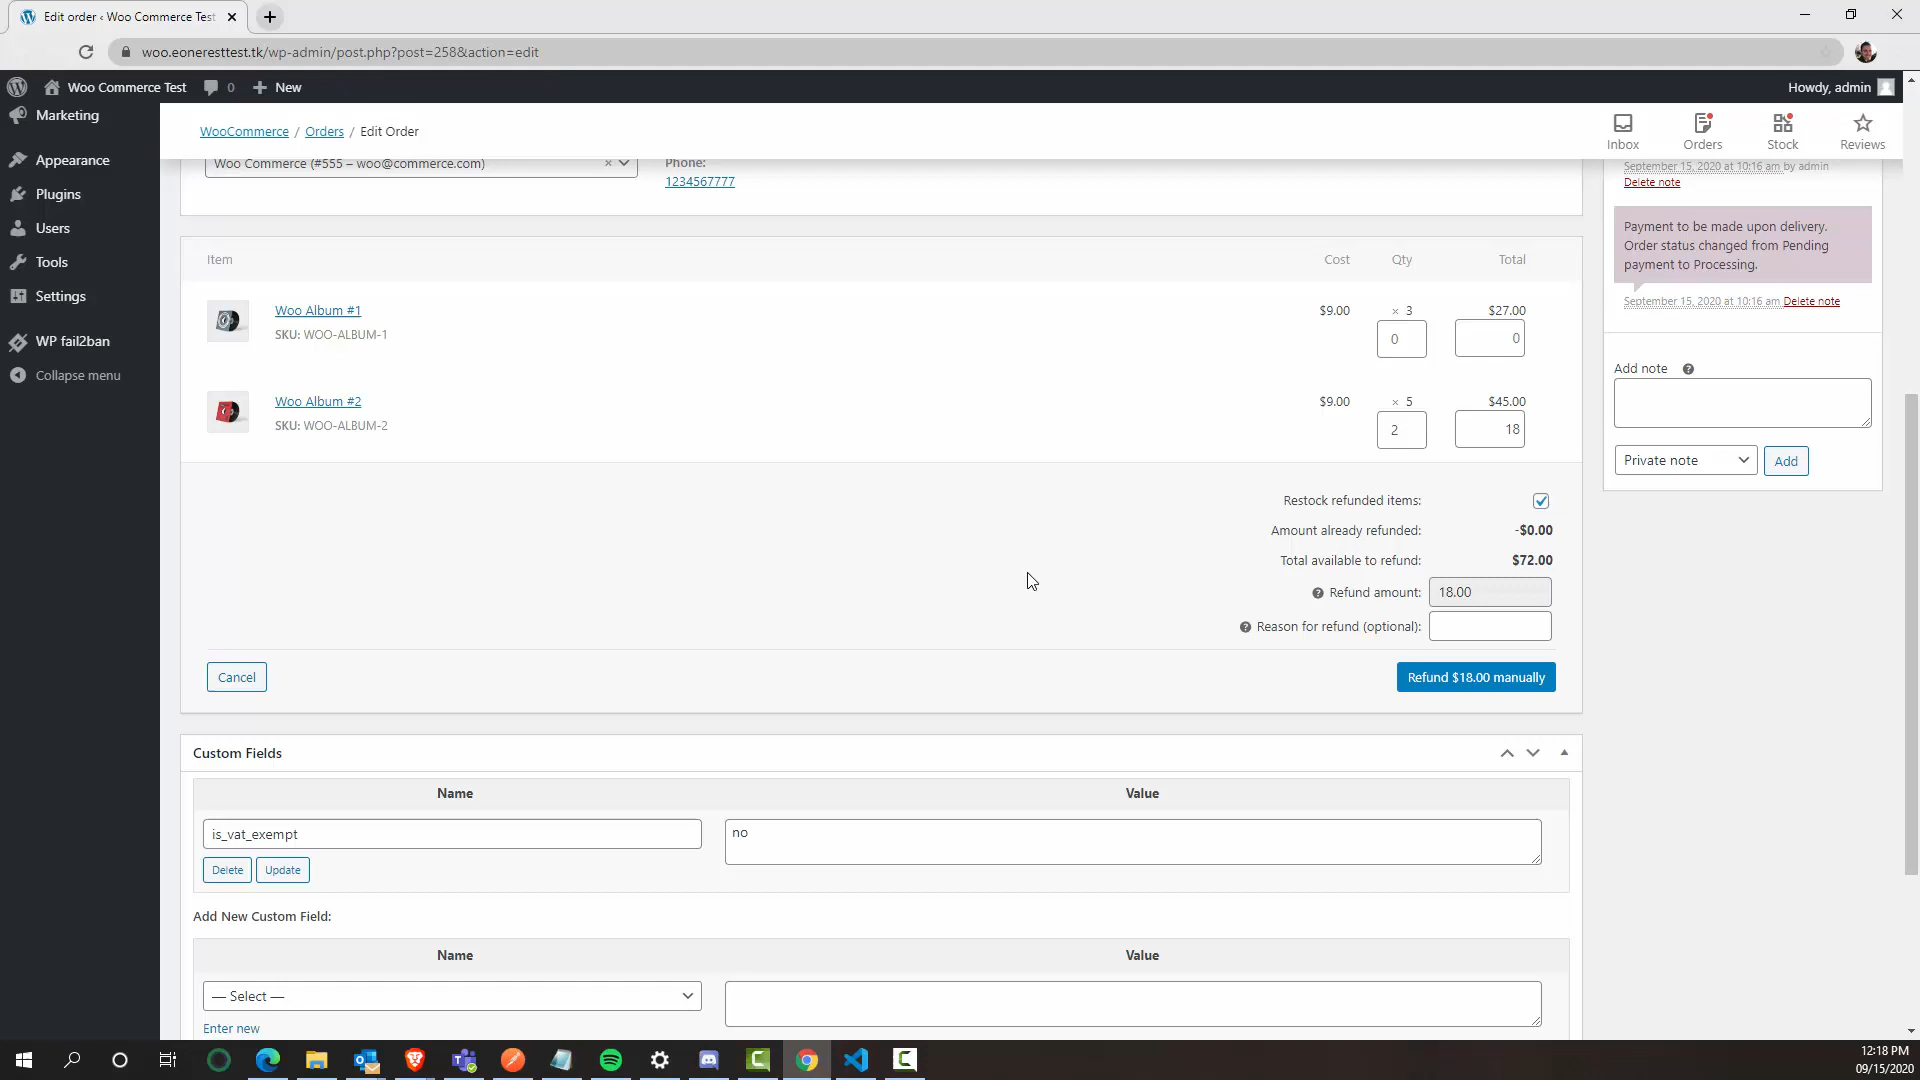 Edit order ‹ Woo Commerce Test
woo.eoneresttest.tk/wp-admin/post.php?post=258&action=edit
Woo Commerce Test 0 New
Howdy, admin
Marketing
Appearance
Plugins
Users
Tools
Settings
WP fail2ban
Collapse menu
WooCommerce / Orders / Edit Order
Inbox Orders Stock Reviews
Woo Commerce (#555 – woo@commerce.com) ×
Phone:
1234567777
Item Cost Qty Total
Woo Album #1 $9.00 × 3 $27.00
SKU: WOO-ALBUM-1 0 0
Woo Album #2 $9.00 × 5 $45.00
SKU: WOO-ALBUM-2 2 18
Restock refunded items:
Amount already refunded: -$0.00
Total available to refund: $72.00
Refund amount: 18.00
Reason for refund (optional):
Cancel Refund $18.00 manually
September 15, 2020 at 10:16 am by admin
Delete note
Payment to be made upon delivery.
Order status changed from Pending
payment to Processing.
September 15, 2020 at 10:16 am Delete note
Add note
Private note Add
Custom Fields
Name Value
is_vat_exempt no
Delete Update
Add New Custom Field:
Name Value
— Select —
Enter new
12:18 PM
09/15/2020